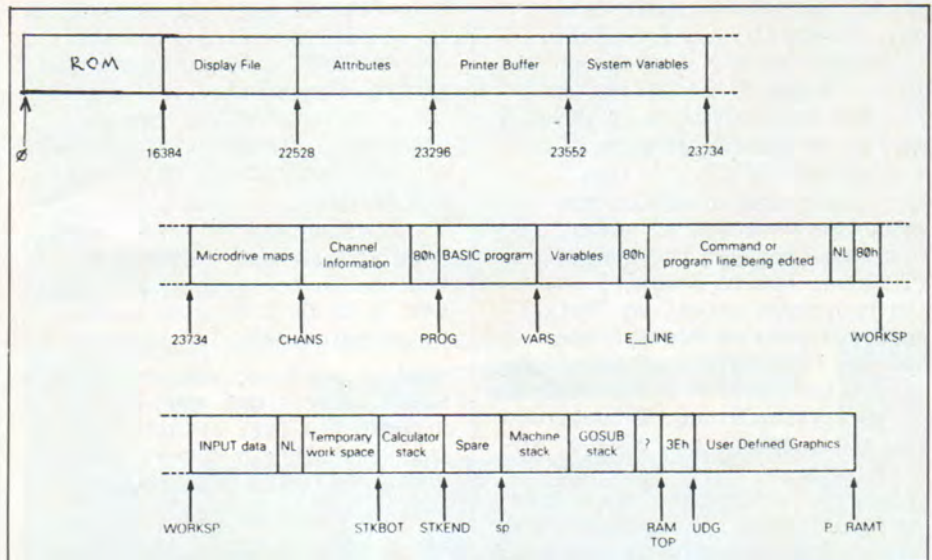 ROM Display File Attributes Printer Buffer System Variables
Ø 16384 22528 23296 23552 23734
Microdrive maps Channel Information 80h BASIC program Variables 80h Command or program line being edited NL 80h
23734 CHANS PROG VARS E_LINE WORKSP
INPUT data NL Temporary work space Calculator stack Spare Machine stack GOSUB stack ? 3Eh User Defined Graphics
WORKSP STKBOT STKEND sp RAM TOP UDG P_RAMT